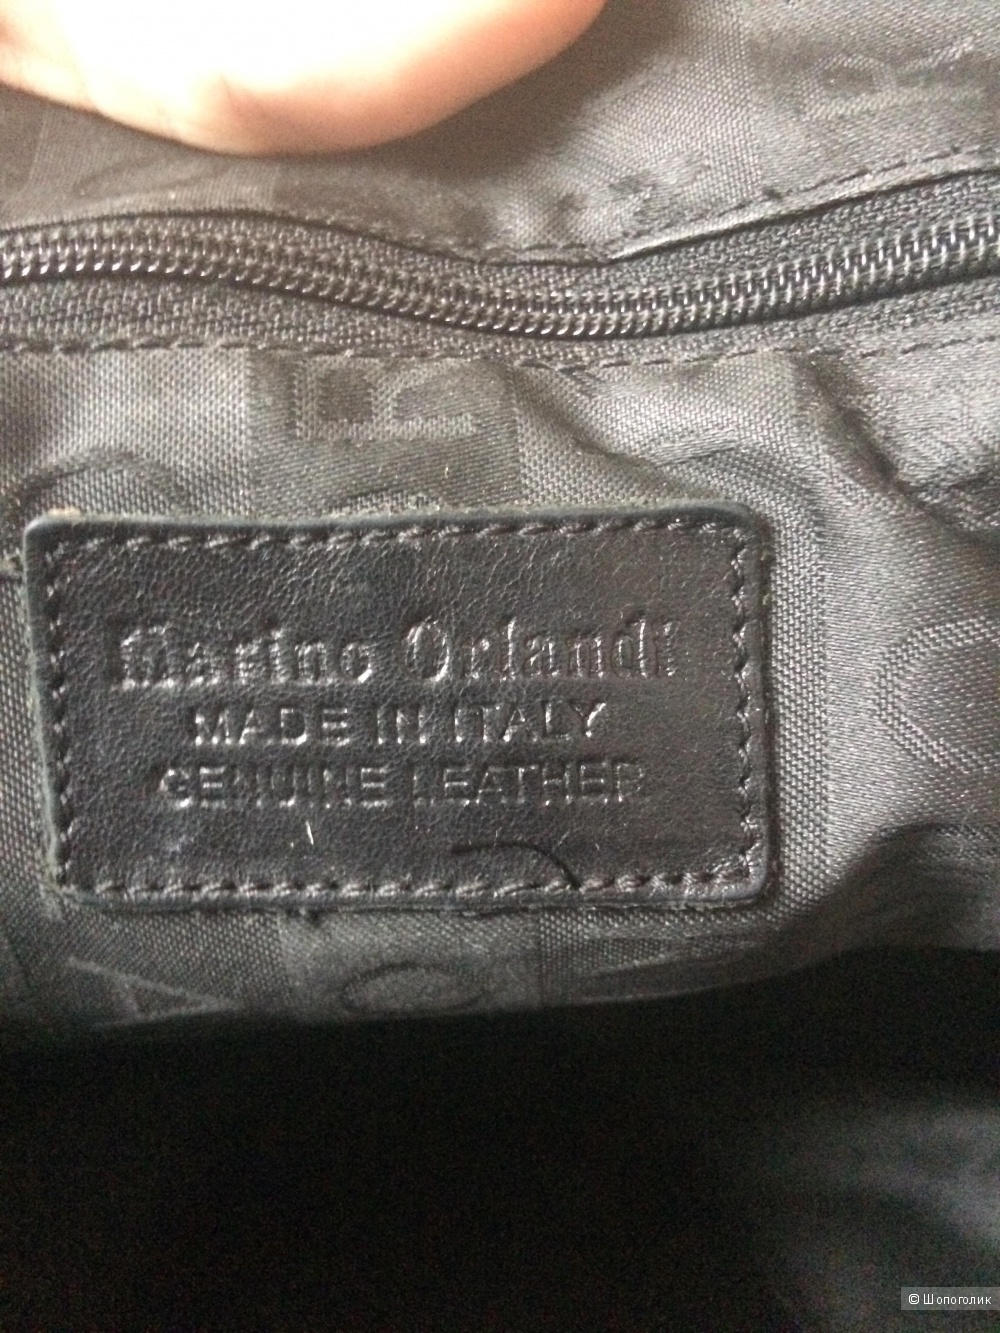 Marino Orlandi
MADE IN ITALY
GENUINE LEATHER
© Шопоголик